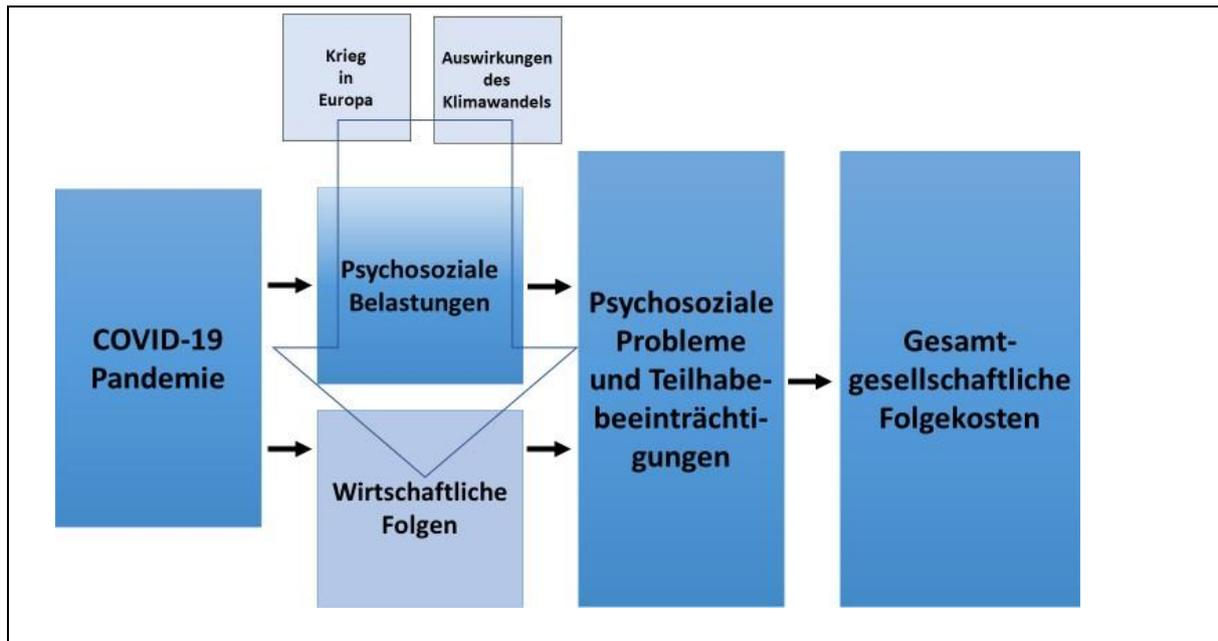 Krieg
in
Europa
Auswirkungen
des
Klimawandels
COVID-19
Pandemie
Psychosoziale
Belastungen
Wirtschaftliche
Folgen
Psychosoziale
Probleme
und Teilhabe-
beeinträchti-
gungen
Gesamt-
gesellschaftliche
Folgekosten